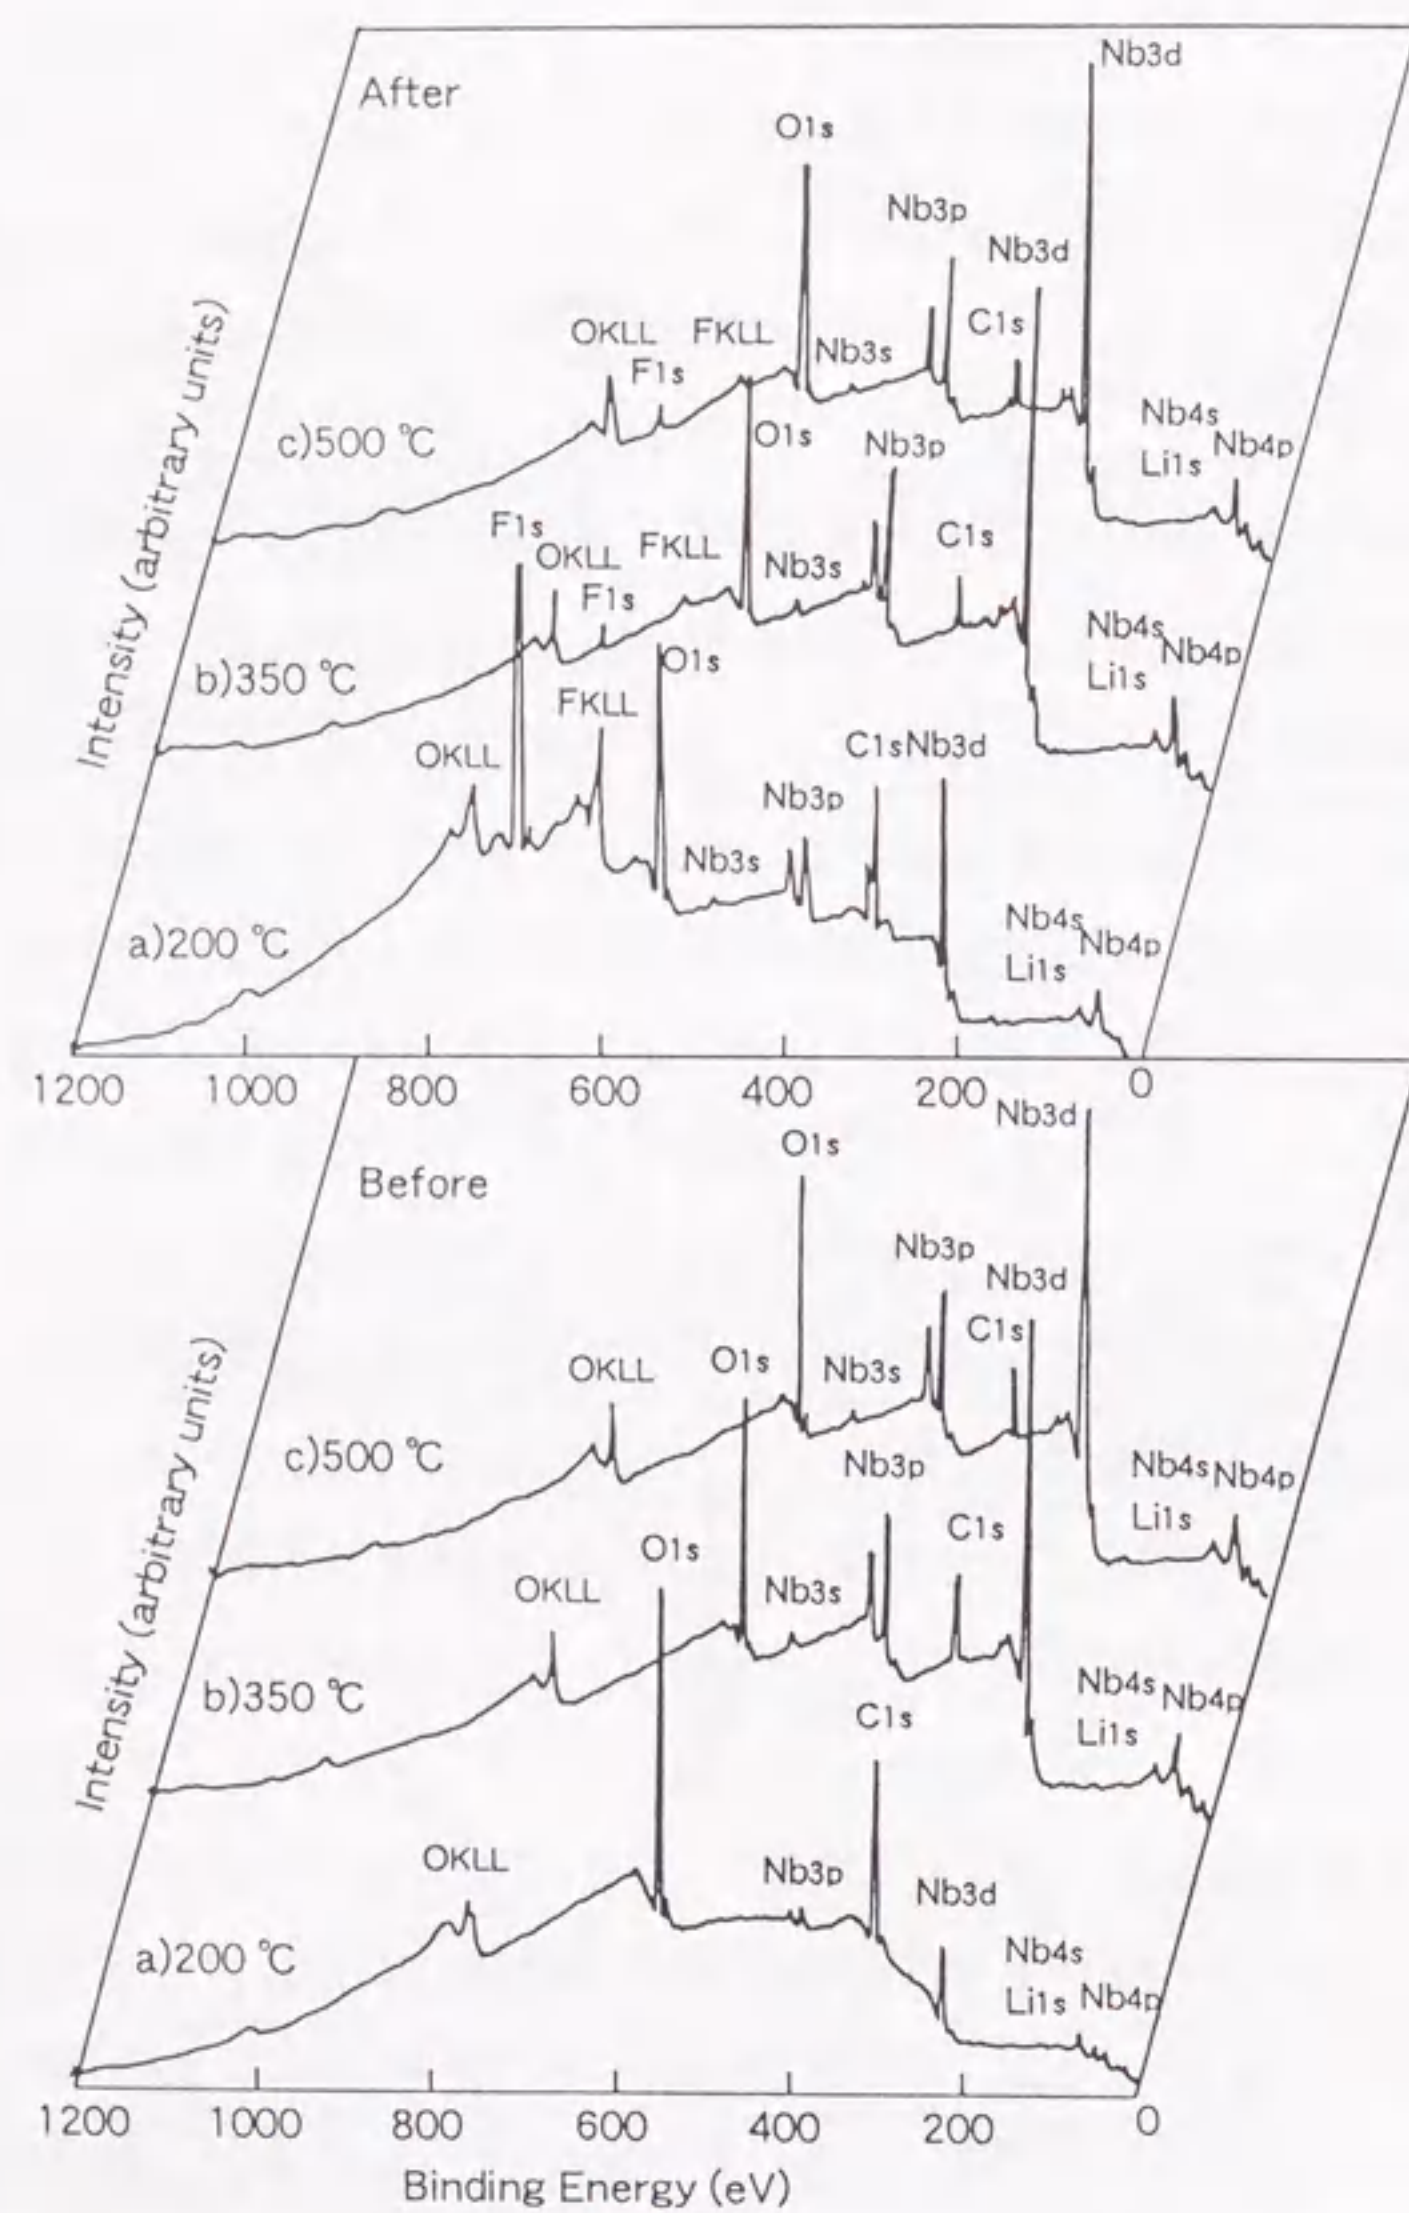 After
Nb3d
O1s
Nb3p
Nb3d
OKLL
FKLL
F1s
Nb3s
C1s
c)500 ℃
Nb4s
Nb4p
Li1s
Intensity (arbitrary units)
F1s
OKLL
FKLL
F1s
O1s
Nb3p
Nb3s
C1s
b)350 ℃
Nb4s
Nb4p
Li1s
O1s
FKLL
OKLL
C1sNb3d
Nb3p
Nb3s
a)200 ℃
Nb4s
Nb4p
Li1s
1200 1000 800 600 400 200 0
Before
Nb3d
O1s
Nb3p
Nb3d
C1s
OKLL
O1s
Nb3s
c)500 ℃
Nb4s Nb4p
Li1s
Intensity (arbitrary units)
Nb3p
C1s
O1s
OKLL
Nb3s
b)350 ℃
Nb4s Nb4p
Li1s
C1s
OKLL
Nb3p
Nb3d
a)200 ℃
Nb4s
Li1s Nb4p
1200 1000 800 600 400 200 0
Binding Energy (eV)